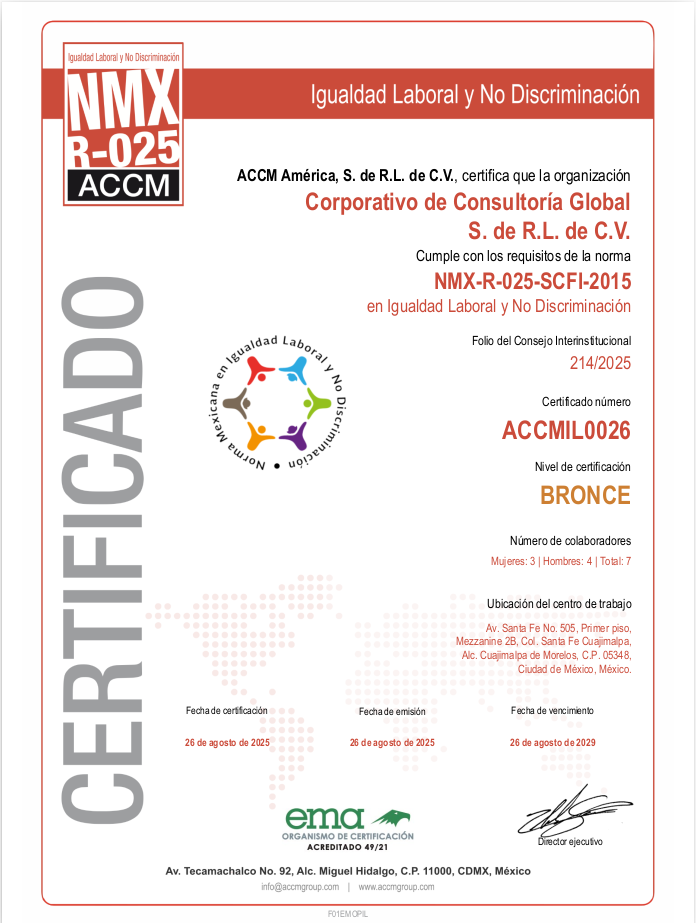 Igualdad Laboral y No Discriminación
NMX
R-025
ACCM
Igualdad Laboral y No Discriminación
ACCM América, S. de R.L. de C.V., certifica que la organización
Corporativo de Consultoría Global
S. de R.L. de C.V.
Cumple con los requisitos de la norma
NMX-R-025-SCFI-2015
en Igualdad Laboral y No Discriminación
CERTIFICADO
Norma Mexicana en Igualdad Laboral y No Discriminación •
Folio del Consejo Interinstitucional
214/2025
Certificado número
ACCMIL0026
Nivel de certificación
BRONCE
Número de colaboradores
Mujeres: 3 | Hombres: 4 | Total: 7
Ubicación del centro de trabajo
Av. Santa Fe No. 505, Primer piso,
Mezzanine 2B, Col. Santa Fe Cuajimalpa,
Alc. Cuajimalpa de Morelos, C.P. 05348,
Ciudad de México, México.
Fecha de certificación Fecha de emisión Fecha de vencimiento
26 de agosto de 2025 26 de agosto de 2025 26 de agosto de 2029
ema
ORGANISMO DE CERTIFICACIÓN
ACREDITADO 49/21
Director ejecutivo
Av. Tecamachalco No. 92, Alc. Miguel Hidalgo, C.P. 11000, CDMX, México
info@accmgroup.com | www.accmgroup.com
F01EMOPIL